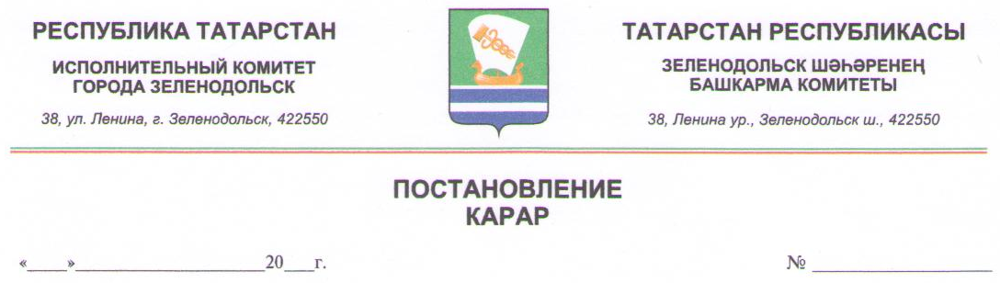 РЕСПУБЛИКА ТАТАРСТАН
ИСПОЛНИТЕЛЬНЫЙ КОМИТЕТ
ГОРОДА ЗЕЛЕНОДОЛЬСК
38, ул. Ленина, г. Зеленодольск, 422550
ТАТАРСТАН РЕСПУБЛИКАСЫ
ЗЕЛЕНОДОЛЬСК ШӘҺӘРЕНЕҢ
БАШКАРМА КОМИТЕТЫ
38, Ленина ур., Зеленодольск ш., 422550
ПОСТАНОВЛЕНИЕ
КАРАР
«____»____________________20___г.
№ ___________________